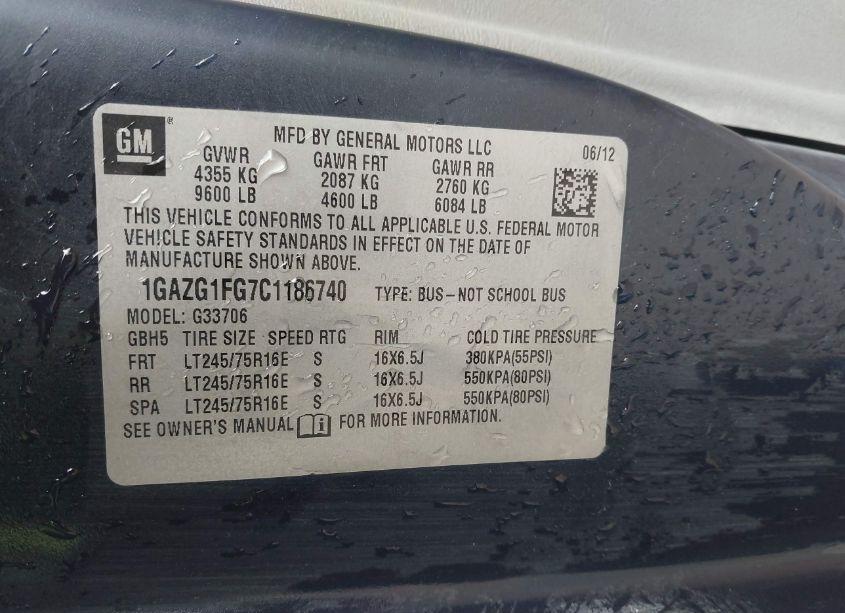 GM ®
MFD BY GENERAL MOTORS LLC 06/12
GVWR GAWR FRT GAWR RR
4355 KG 2087 KG 2760 KG
9600 LB 4600 LB 6084 LB
THIS VEHICLE CONFORMS TO ALL APPLICABLE U.S. FEDERAL MOTOR
VEHICLE SAFETY STANDARDS IN EFFECT ON THE DATE OF
MANUFACTURE SHOWN ABOVE.
1GAZG1FG7C1186740 TYPE: BUS-NOT SCHOOL BUS
MODEL: G33706
GBH5 TIRE SIZE SPEED RTG RIM COLD TIRE PRESSURE
FRT LT245/75R16E S 16X6.5J 380KPA(55PSI)
RR LT245/75R16E S 16X6.5J 550KPA(80PSI)
SPA LT245/75R16E S 16X6.5J 550KPA(80PSI)
SEE OWNER'S MANUAL i FOR MORE INFORMATION.